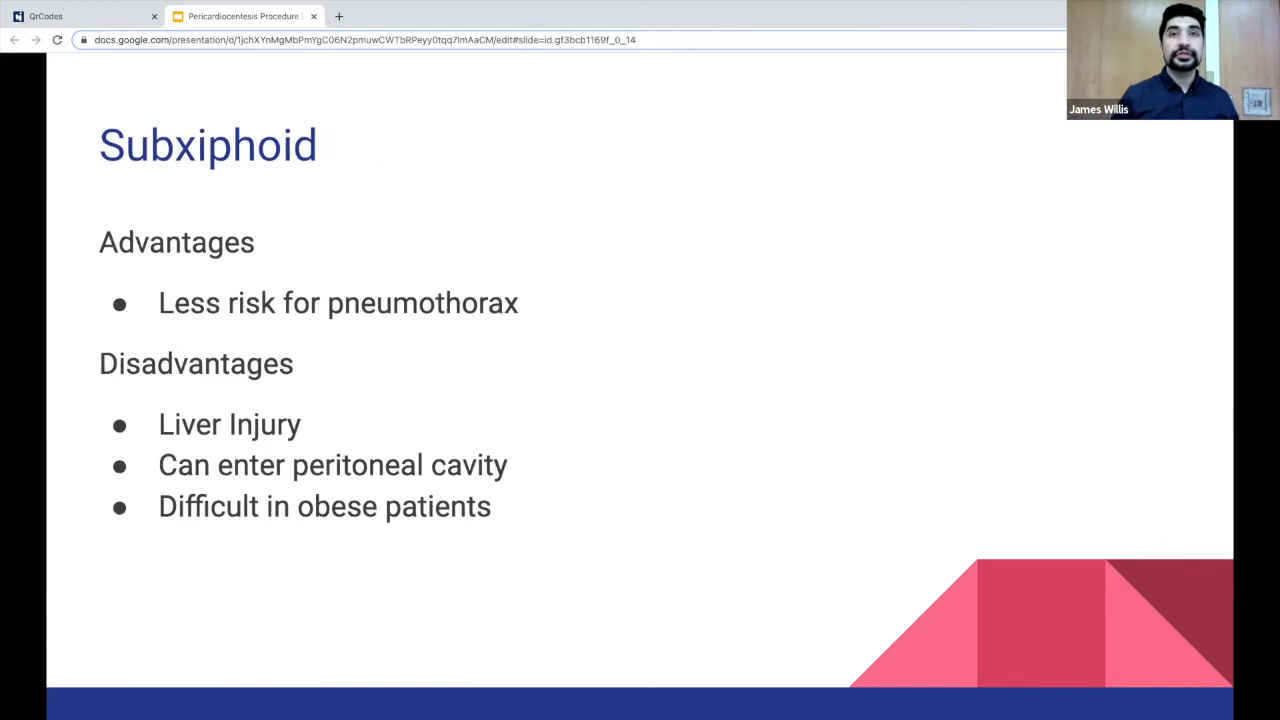 QrCodes
Pericardiocentesis Procedure
docs.google.com/presentation/d/1jchXYnMgMbPmYgC06N2pmuwCWTbRPeyy0tqq7lmAaCM/edit#slide=id.gf3bcb1169f_0_14
James Willis
Subxiphoid
Advantages
● Less risk for pneumothorax
Disadvantages
● Liver Injury
● Can enter peritoneal cavity
● Difficult in obese patients